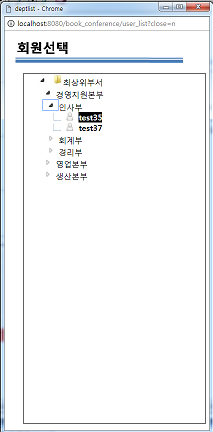 deptlist - Chrome
localhost:8080/book_conference/user_list?close=n
회원선택
최상위부서
경영지원본부
인사부
test35
test37
회계부
경리부
영업본부
생산본부